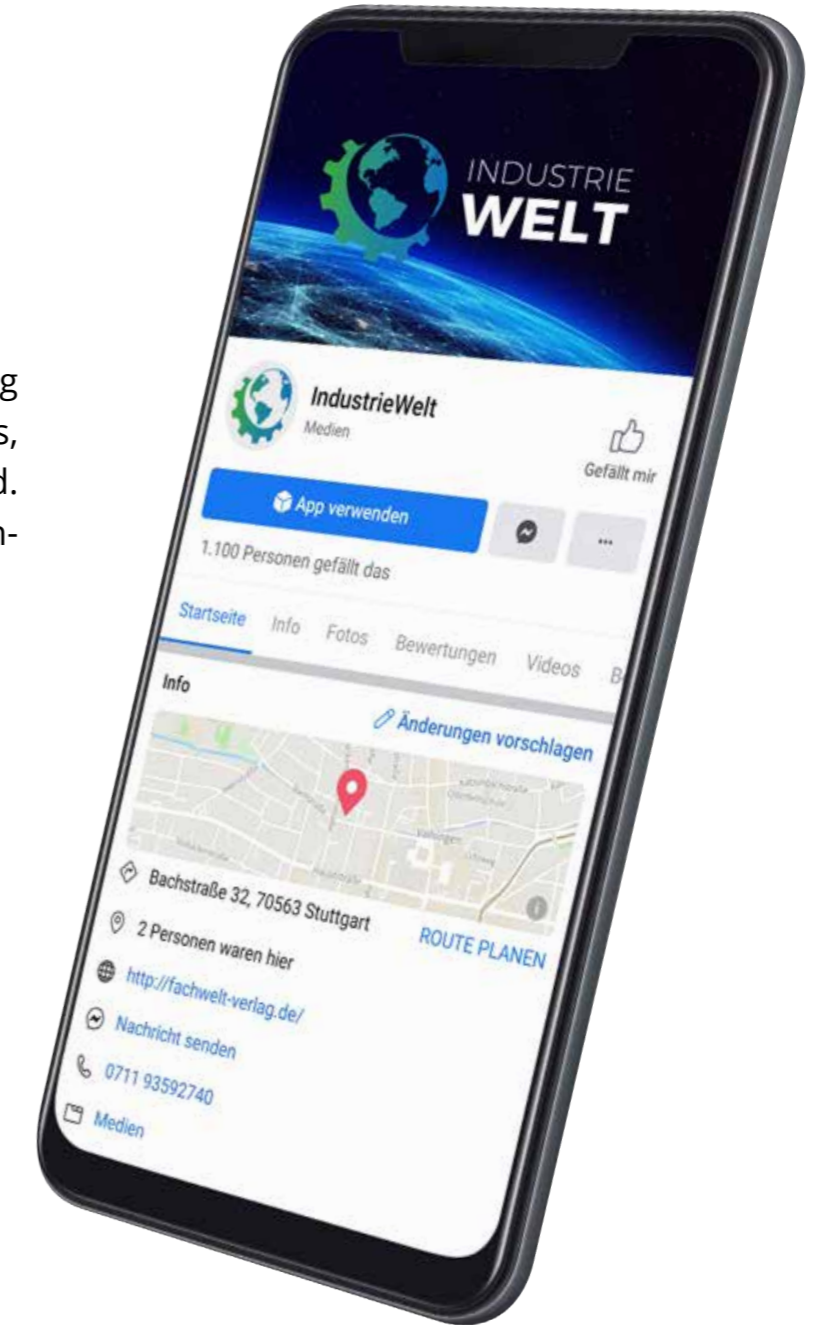 INDUSTRIE
WELT
g
s,
d.
n-
IndustrieWelt
Medien
Gefällt mir
App verwenden
...
1.100 Personen gefällt das
Startseite Info Fotos Bewertungen Videos
Info
Änderungen vorschlagen
Vaihingen
Bachstraße 32, 70563 Stuttgart
ROUTE PLANEN
2 Personen waren hier
http://fachwelt-verlag.de/
Nachricht senden
0711 93592740
Medien